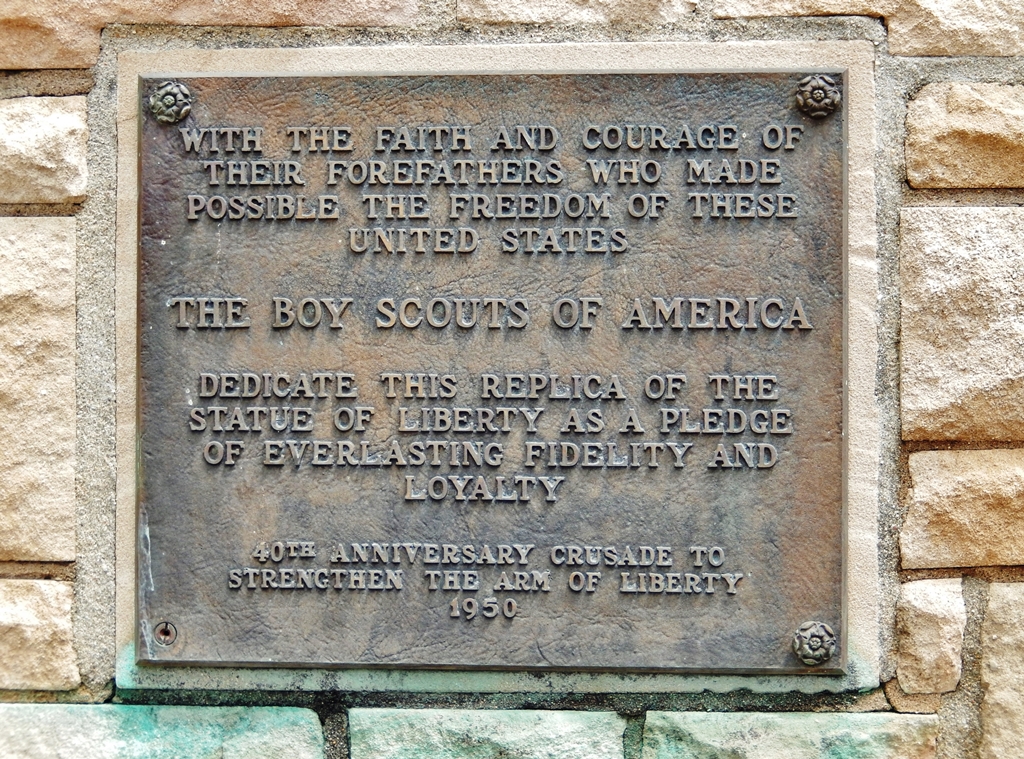 WITH THE FAITH AND COURAGE OF
THEIR FOREFATHERS WHO MADE
POSSIBLE THE FREEDOM OF THESE
UNITED STATES
THE BOY SCOUTS OF AMERICA
DEDICATE THIS REPLICA OF THE
STATUE OF LIBERTY AS A PLEDGE
OF EVERLASTING FIDELITY AND
LOYALTY
40TH ANNIVERSARY CRUSADE TO
STRENGTHEN THE ARM OF LIBERTY
1950